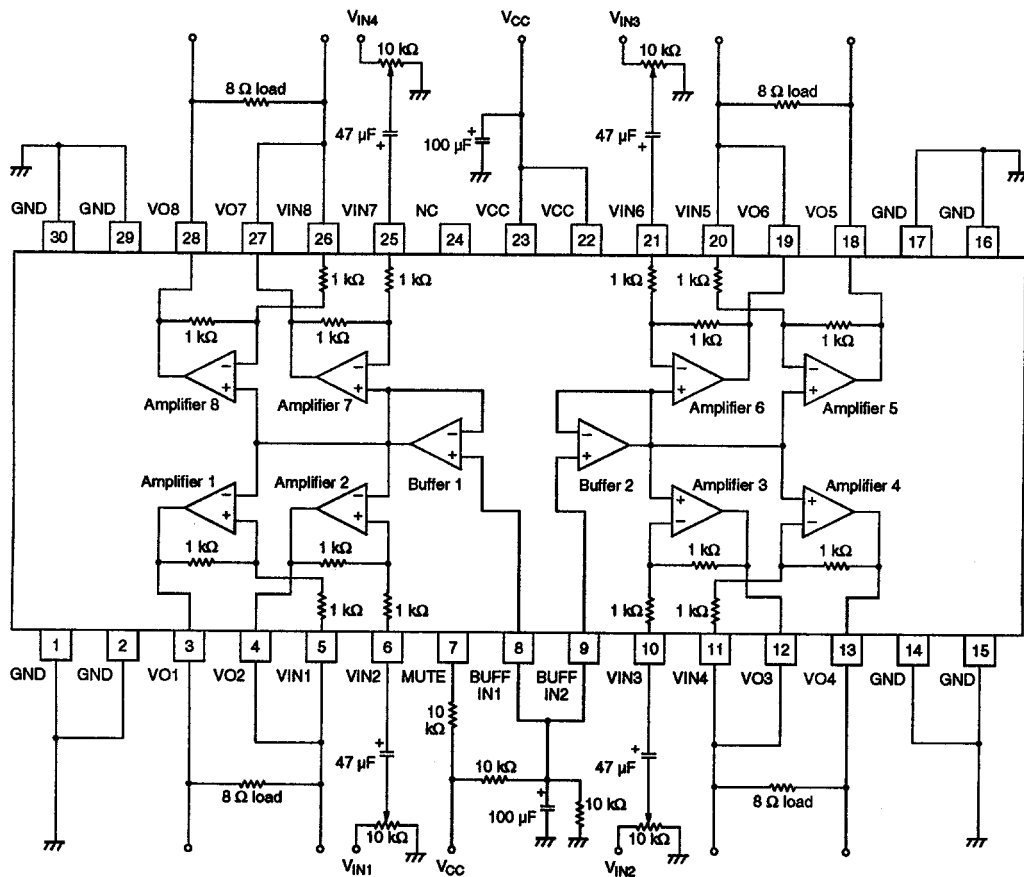 VIN4
VCC
VIN3
10 kΩ
10 kΩ
8 Ω load
8 Ω load
47 µF
+
100 µF
+
47 µF
+
GND
GND
VO8
VO7
VIN8
VIN7
NC
VCC
VCC
VIN6
VIN5
VO6
VO5
GND
GND
30
29
28
27
26
25
24
23
22
21
20
19
18
17
16
1 kΩ
1 kΩ
1 kΩ
1 kΩ
1 kΩ
1 kΩ
1 kΩ
1 kΩ
−
+
−
+
−
+
−
+
Amplifier 8
Amplifier 7
Amplifier 6
Amplifier 5
−
+
−
+
Amplifier 1
Amplifier 2
Buffer 1
Buffer 2
Amplifier 3
Amplifier 4
−
+
−
+
+
−
+
−
1 kΩ
1 kΩ
1 kΩ
1 kΩ
1 kΩ
1 kΩ
1 kΩ
1 kΩ
1
2
3
4
5
6
7
8
9
10
11
12
13
14
15
GND
GND
VO1
VO2
VIN1
VIN2
MUTE
BUFF IN1
BUFF IN2
VIN3
VIN4
VO3
VO4
GND
GND
10 kΩ
47 µF
+
10 kΩ
47 µF
+
8 Ω load
8 Ω load
100 µF
+
10 kΩ
10 kΩ
10 kΩ
VIN1
VCC
VIN2